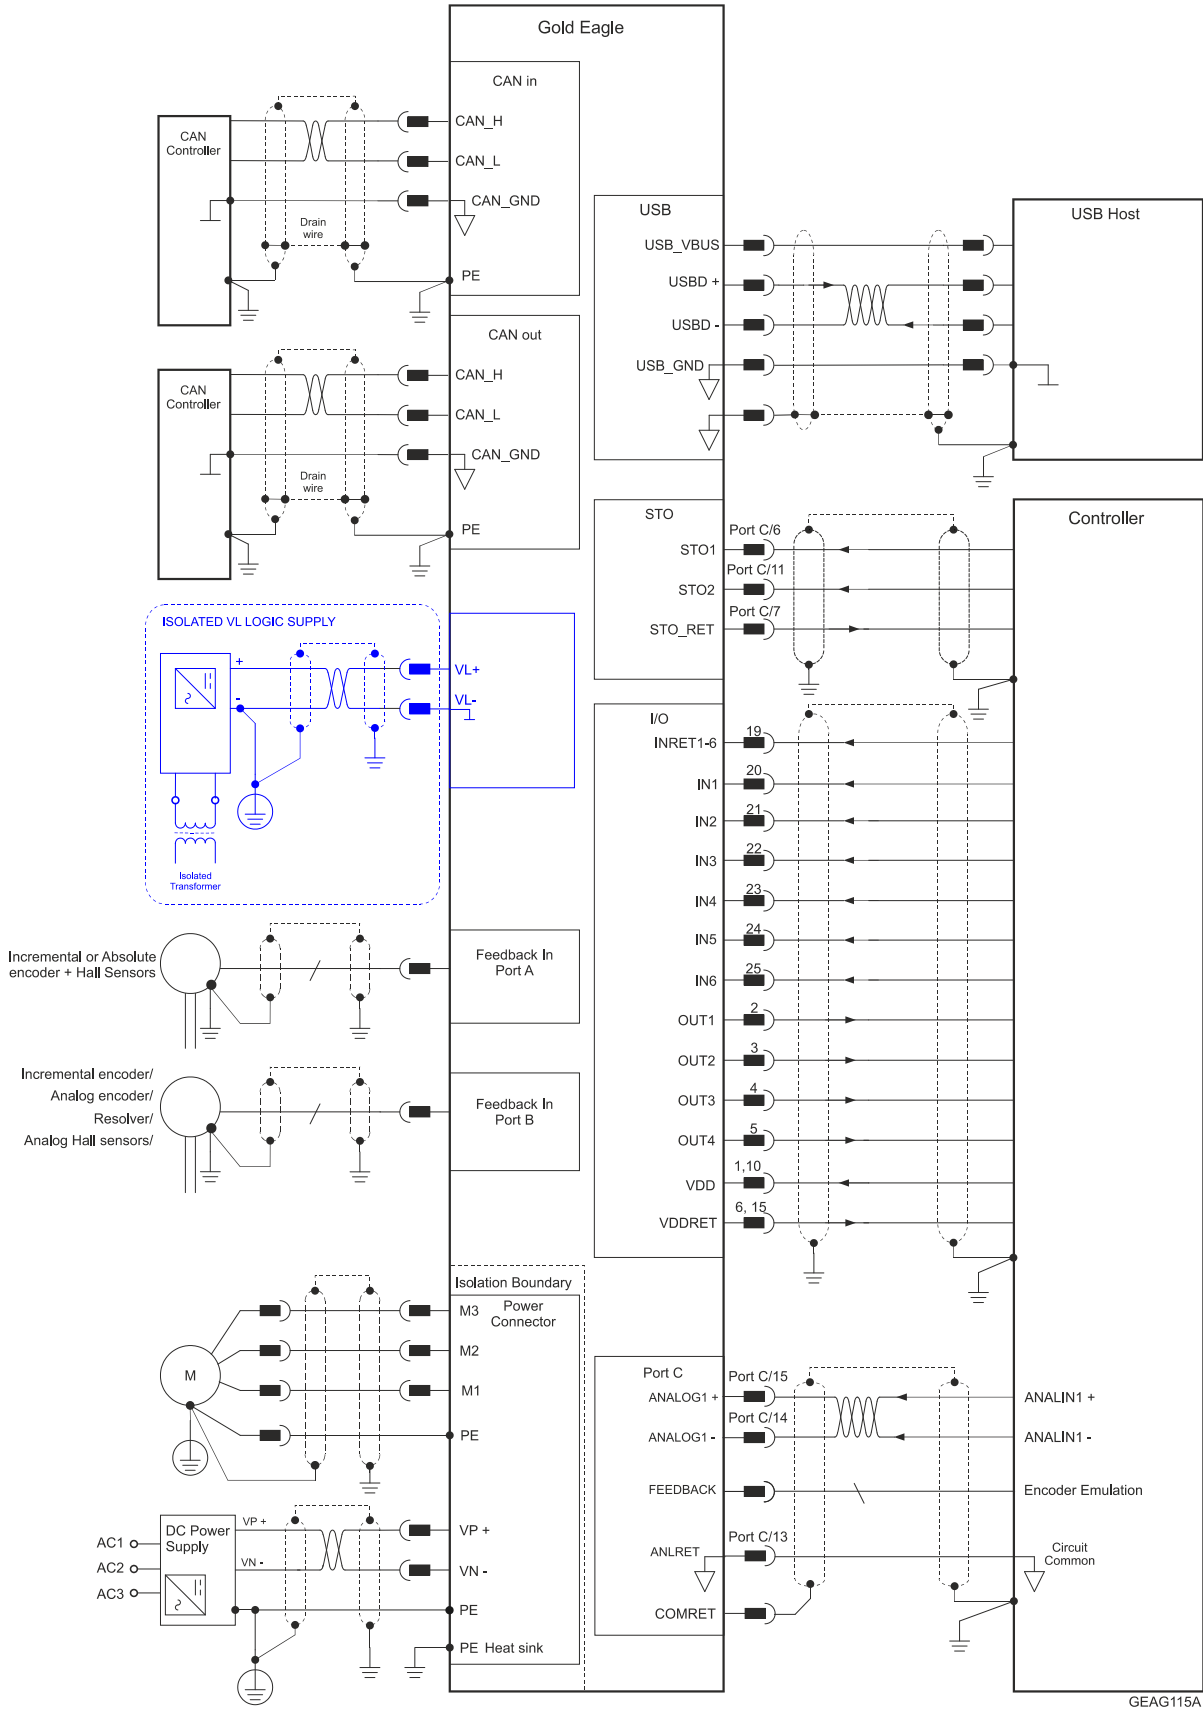 Gold Eagle
CAN in
CAN
Controller
CAN_H
CAN_L
CAN_GND
Drain
wire
PE
CAN out
CAN
Controller
CAN_H
CAN_L
CAN_GND
Drain
wire
PE
ISOLATED VL LOGIC SUPPLY
+
-
VL+
VL-
Isolated
Transformer
Incremental or Absolute
encoder + Hall Sensors
Feedback In
Port A
Incremental encoder/
Analog encoder/
Resolver/
Analog Hall sensors/
Feedback In
Port B
Isolation Boundary
Power
Connector
M
M3
M2
M1
PE
DC Power
Supply
AC1
AC2
AC3
VP +
VN -
VP +
VN -
PE
PE Heat sink
USB
USB_VBUS
USBD +
USBD -
USB_GND
USB Host
STO
Port C/6
STO1
Port C/11
STO2
Port C/7
STO_RET
Controller
I/O
INRET1-6
19
IN1
20
IN2
21
IN3
22
IN4
23
IN5
24
IN6
25
OUT1
2
OUT2
3
OUT3
4
OUT4
5
VDD
1,10
VDDRET
6, 15
Port C
Port C/15
ANALOG1 +
ANALIN1 +
Port C/14
ANALOG1 -
ANALIN1 -
FEEDBACK
Encoder Emulation
Port C/13
ANLRET
Circuit
Common
COMRET
GEAG115A